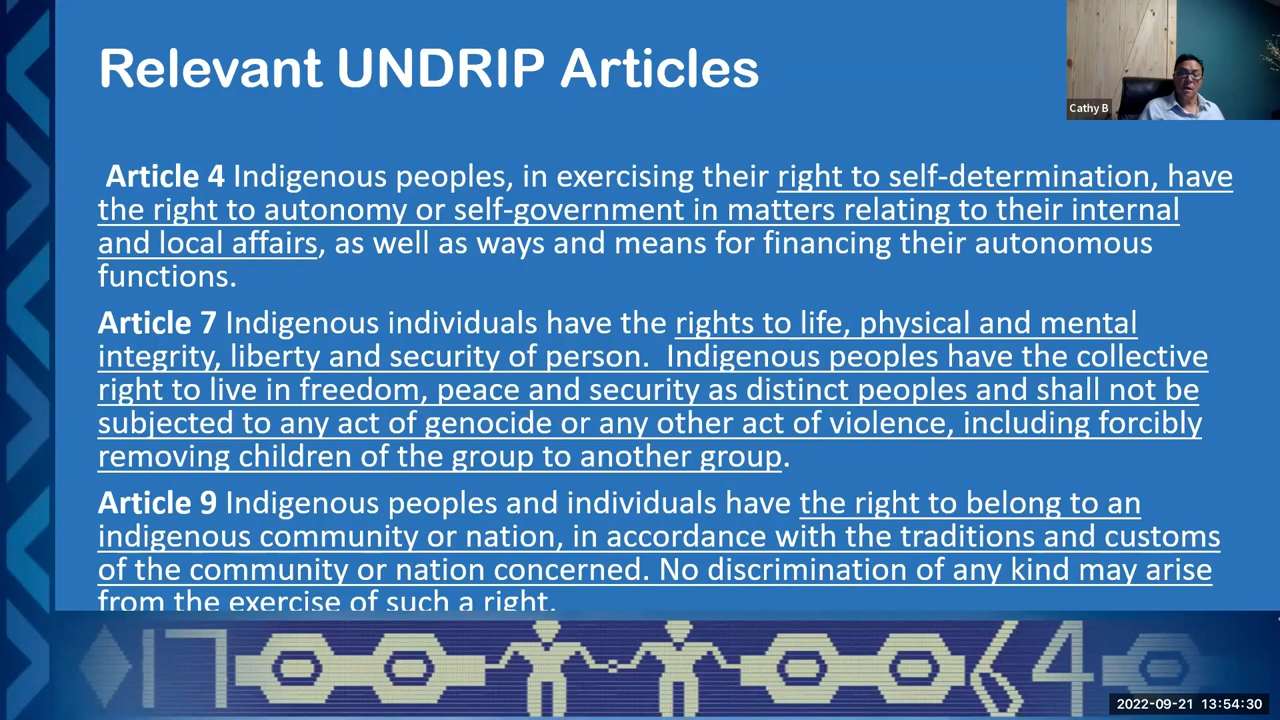 Relevant UNDRIP Articles
Cathy B
Article 4 Indigenous peoples, in exercising their right to self-determination, have
the right to autonomy or self-government in matters relating to their internal
and local affairs, as well as ways and means for financing their autonomous
functions.
Article 7 Indigenous individuals have the rights to life, physical and mental
integrity, liberty and security of person.  Indigenous peoples have the collective
right to live in freedom, peace and security as distinct peoples and shall not be
subjected to any act of genocide or any other act of violence, including forcibly
removing children of the group to another group.
Article 9 Indigenous peoples and individuals have the right to belong to an
indigenous community or nation, in accordance with the traditions and customs
of the community or nation concerned. No discrimination of any kind may arise
from the exercise of such a right.
17 64
2022-09-21 13:54:30